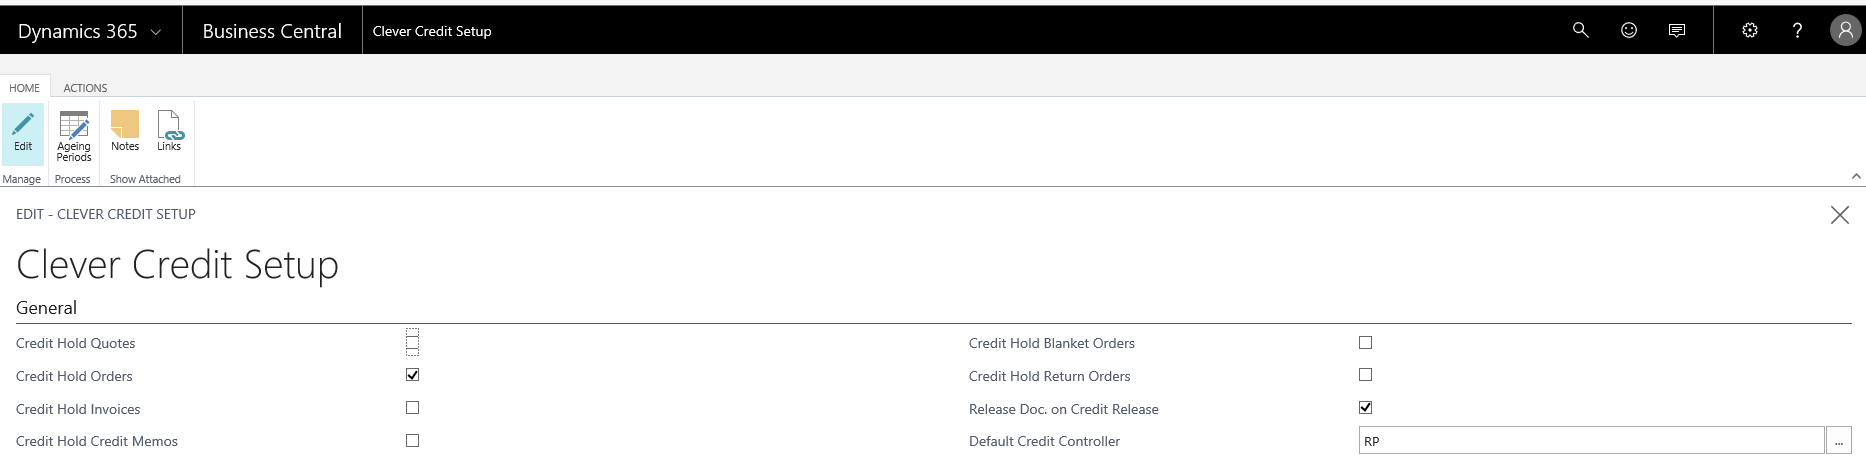 Dynamics 365 Business Central Clever Credit Setup ?
HOME ACTIONS
Edit Ageing Periods Notes Links
Manage Process Show Attached
EDIT - CLEVER CREDIT SETUP
Clever Credit Setup
General
Credit Hold Quotes Credit Hold Blanket Orders
Credit Hold Orders Credit Hold Return Orders
Credit Hold Invoices Release Doc. on Credit Release
Credit Hold Credit Memos Default Credit Controller RP ...